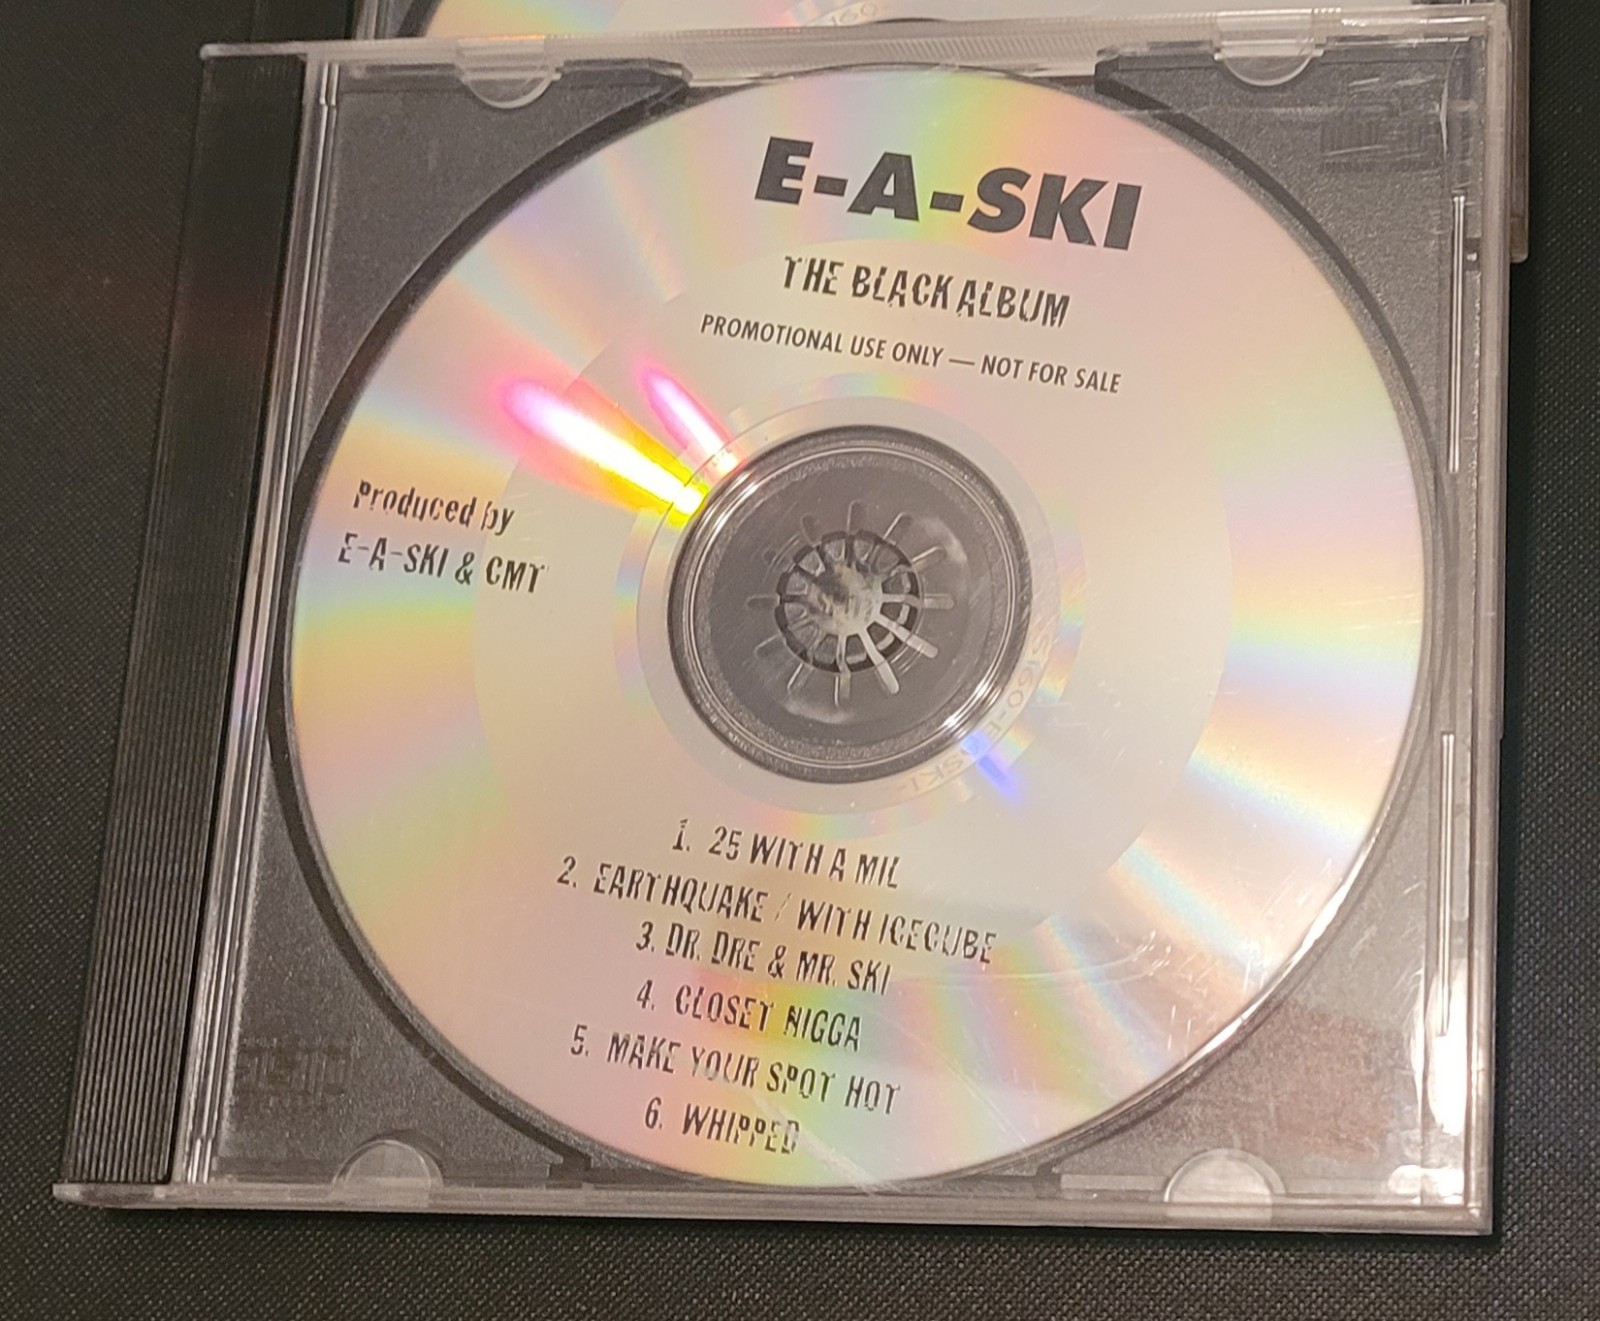 E-A-SKI
THE BLACK ALBUM
PROMOTIONAL USE ONLY — NOT FOR SALE
Produced by
E-A-SKI & CMT
1. 25 WITH A MIL
2. EARTHQUAKE / WITH ICECUBE
3. DR. DRE & MR. SKI
4. CLOSET NIGGA
5. MAKE YOUR SPOT HOT
6. WHIPPED